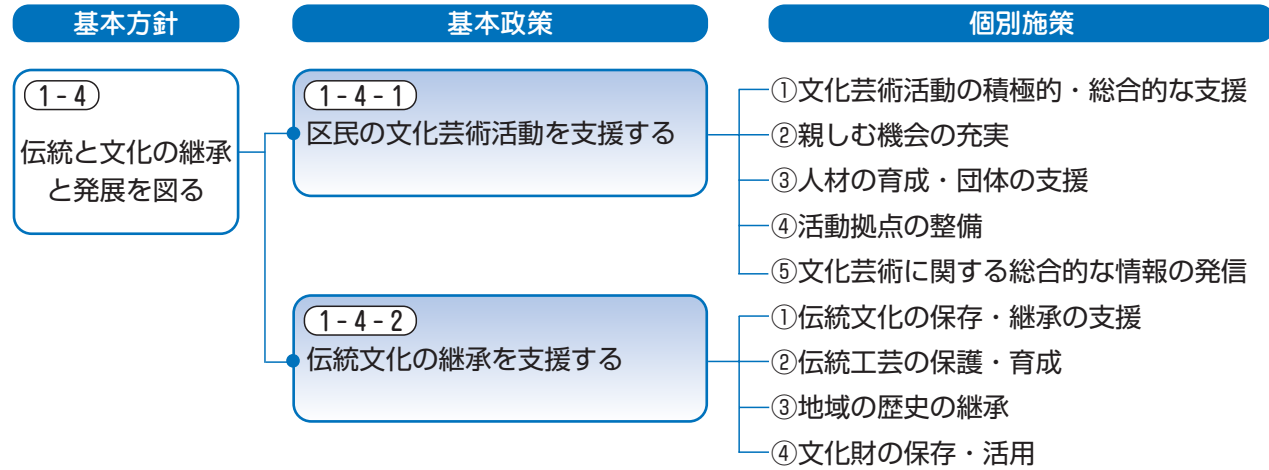 基本方針
基本政策
個別施策
1-4
伝統と文化の継承
と発展を図る
1-4-1
区民の文化芸術活動を支援する
①文化芸術活動の積極的・総合的な支援
②親しむ機会の充実
③人材の育成・団体の支援
④活動拠点の整備
⑤文化芸術に関する総合的な情報の発信
1-4-2
伝統文化の継承を支援する
①伝統文化の保存・継承の支援
②伝統工芸の保護・育成
③地域の歴史の継承
④文化財の保存・活用